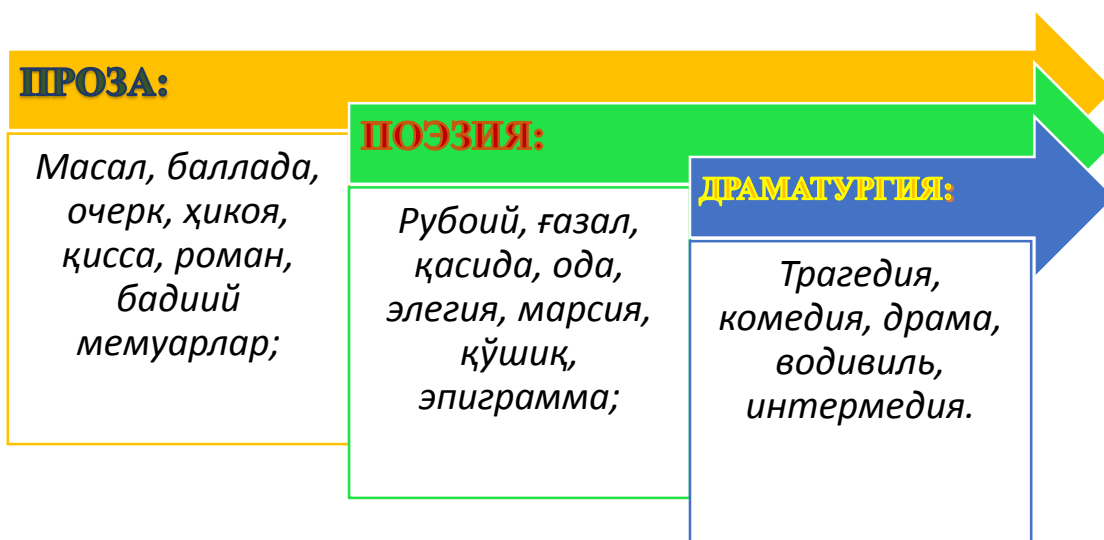 ПРОЗА:
Масал, баллада,
очерк, ҳикоя,
қисса, роман,
бадиий
мемуарлар;
ПОЭЗИЯ:
Рубоий, ғазал,
қасида, ода,
элегия, марсия,
қўшиқ,
эпиграмма;
ДРАМАТУРГИЯ:
Трагедия,
комедия, драма,
водивиль,
интермедия.